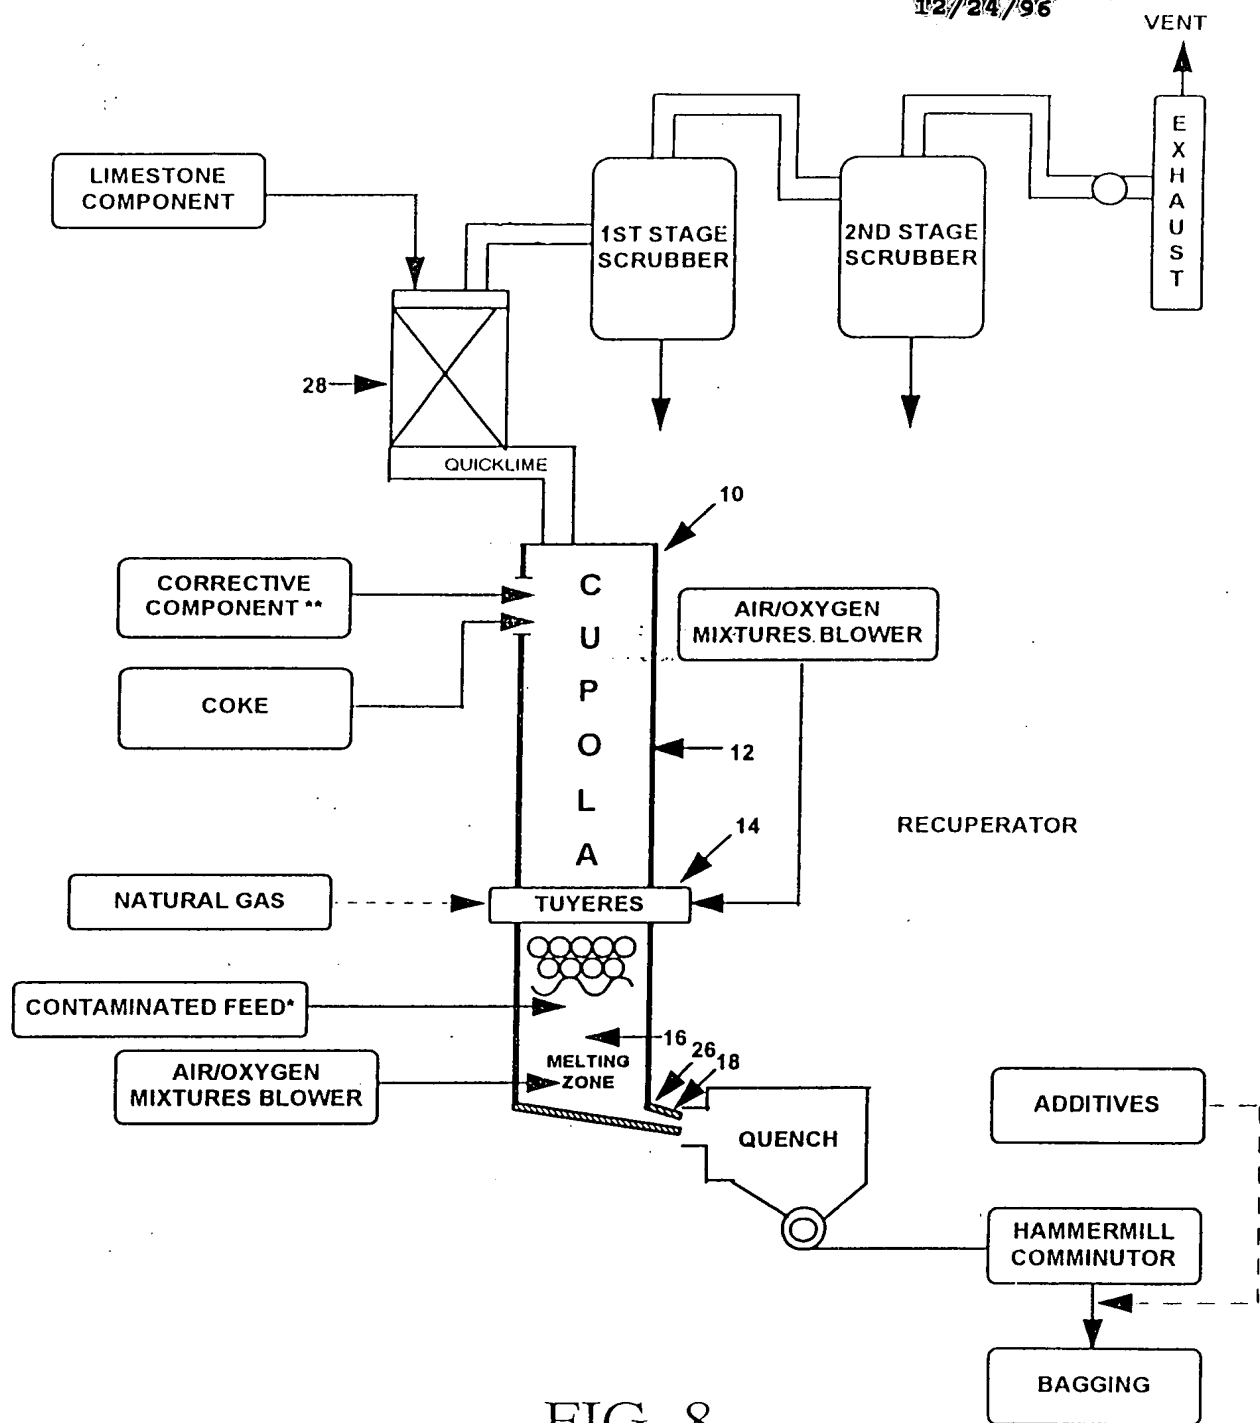 12/24/96
VENT
LIMESTONE
COMPONENT
1ST STAGE
SCRUBBER
2ND STAGE
SCRUBBER
EXHAUST
28
QUICKLIME
10
CORRECTIVE
COMPONENT **
CUPOLA
AIR/OXYGEN
MIXTURES BLOWER
COKE
12
14
RECUPERATOR
NATURAL GAS
TUYERES
CONTAMINATED FEED*
16
26
18
MELTING
ZONE
AIR/OXYGEN
MIXTURES BLOWER
QUENCH
ADDITIVES
HAMMERMILL
COMMINUTOR
BAGGING
FIG. 8